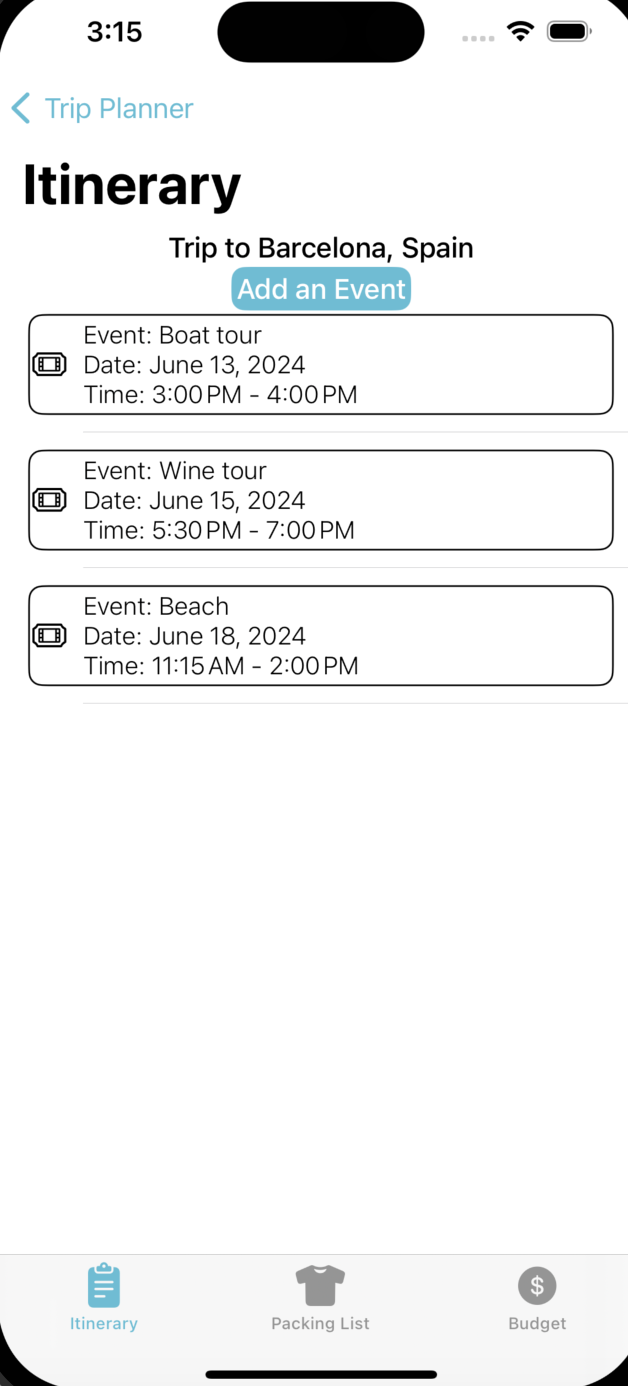 3:15
Trip Planner
Itinerary
Trip to Barcelona, Spain
Add an Event
Event: Boat tour
Date: June 13, 2024
Time: 3:00 PM - 4:00 PM
Event: Wine tour
Date: June 15, 2024
Time: 5:30 PM - 7:00 PM
Event: Beach
Date: June 18, 2024
Time: 11:15 AM - 2:00 PM
$
Itinerary Packing List Budget